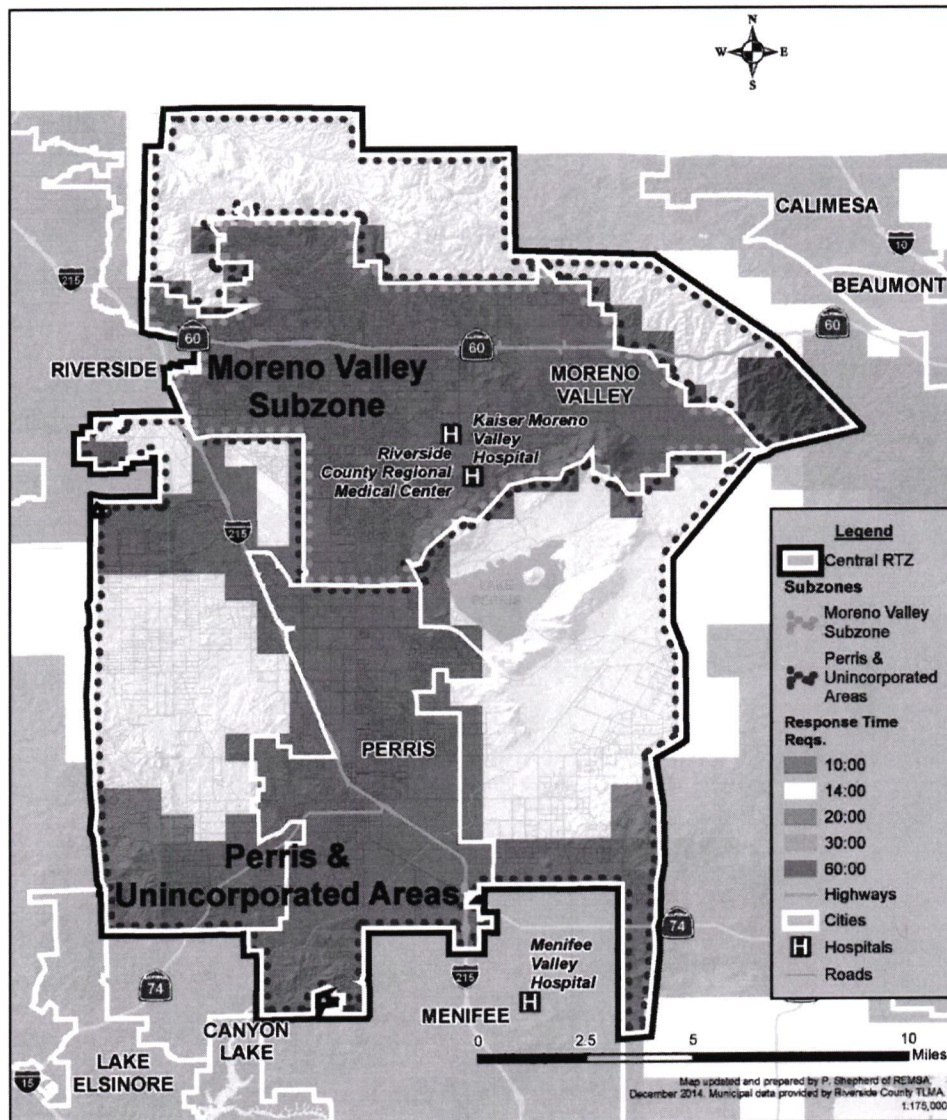 N
W E
S
CALIMESA
10
BEAUMONT
215
60
60
60
RIVERSIDE
Moreno Valley
Subzone
MORENO
VALLEY
H
Kaiser Moreno
Valley
Hospital
Riverside
County Regional
Medical Center
H
215
LAKE
PERRIS
PERRIS
Perris &
Unincorporated Areas
74
74
215
Menifee
Valley
Hospital
H
MENIFEE
CANYON
LAKE
LAKE
ELSINORE
15
Legend
Central RTZ
Subzones
Moreno Valley
Subzone
Perris &
Unincorporated
Areas
Response Time
Reqs.
10:00
14:00
20:00
30:00
60:00
Highways
Cities
H Hospitals
Roads
0 2.5 5 10
Miles
Map updated and prepared by P. Shepherd of REMSA,
December 2014. Municipal data provided by Riverside County TLMA.
1:175,000